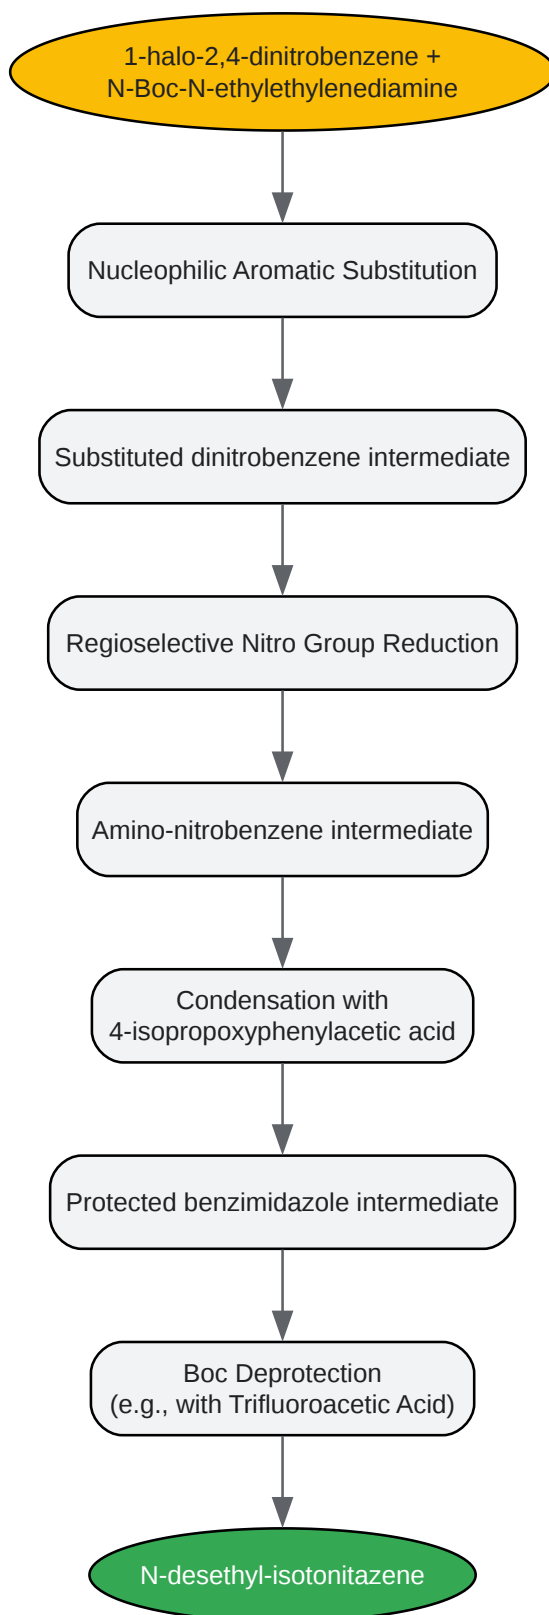 1-halo-2,4-dinitrobenzene +
N-Boc-N-ethylethylenediamine
Nucleophilic Aromatic Substitution
Substituted dinitrobenzene intermediate
Regioselective Nitro Group Reduction
Amino-nitrobenzene intermediate
Condensation with
4-isopropoxyphenylacetic acid
Protected benzimidazole intermediate
Boc Deprotection
(e.g., with Trifluoroacetic Acid)
N-desethyl-isotonitazene